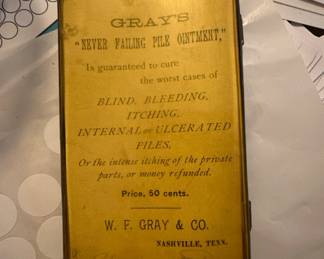 GRAY'S
"NEVER FAILING PILE OINTMENT,"
Is guaranteed to cure
the worst cases of
BLIND, BLEEDING,
ITCHING,
INTERNAL or ULCERATED
PILES,
Or the intense itching of the private
parts, or money refunded.
Price, 50 cents.
W. F. GRAY & CO.
NASHVILLE, TENN.